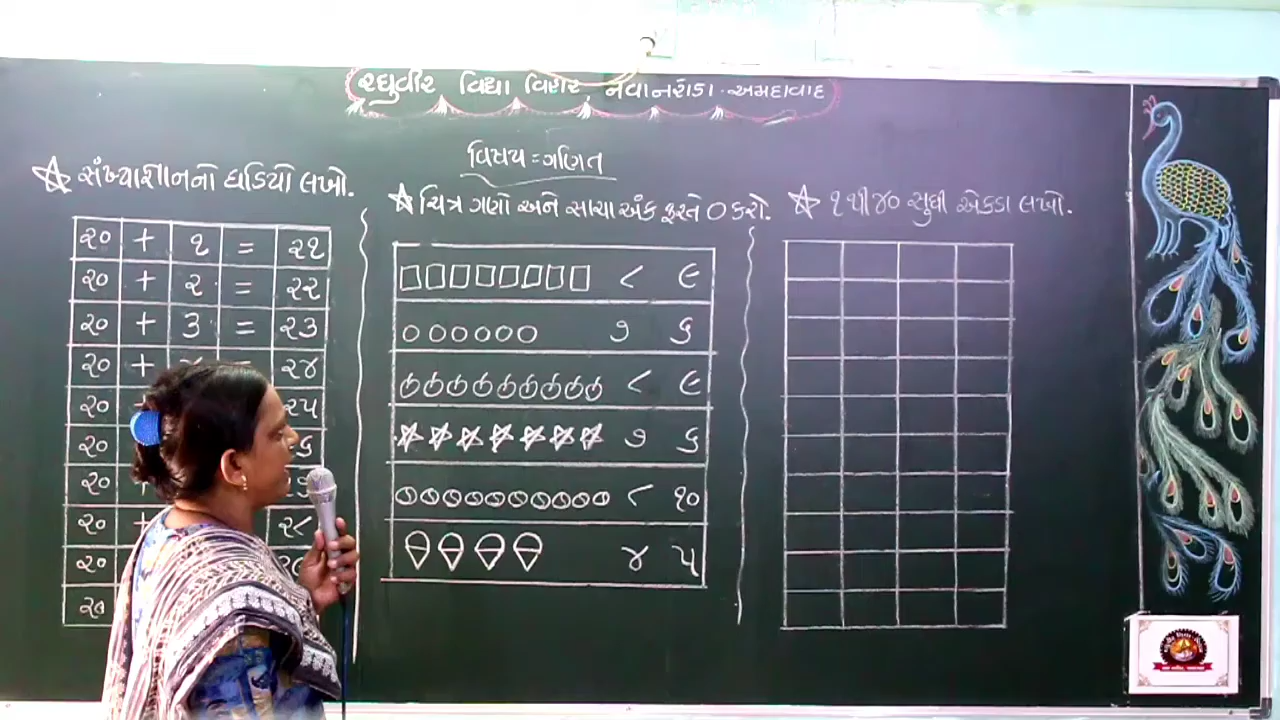 રઘુવીર વિદ્યા વિહાર, નવાનરોડા - અમદાવાદ
વિષય = ગણિત
☆ સંખ્યાજ્ઞાનનો ઘડિયો લખો.
૨૦ + ૧ = ૨૧
૨૦ + ૨ = ૨૨
૨૦ + ૩ = ૨૩
૨૦ + ૨૪
૨૦ ૨૫
૨૦ ૨૬
૨૦ +
૨૦ + ૨૮
૨૦
૨૦
☆ ચિત્ર ગણો અને સાચા અંક ફરતે O કરો.
૮ ૯
૭ ૬
૮ ૯
૭ ૬
૮ ૧૦
૪ ૫
☆ ૧ થી ૪૦ સુધી એકડા લખો.